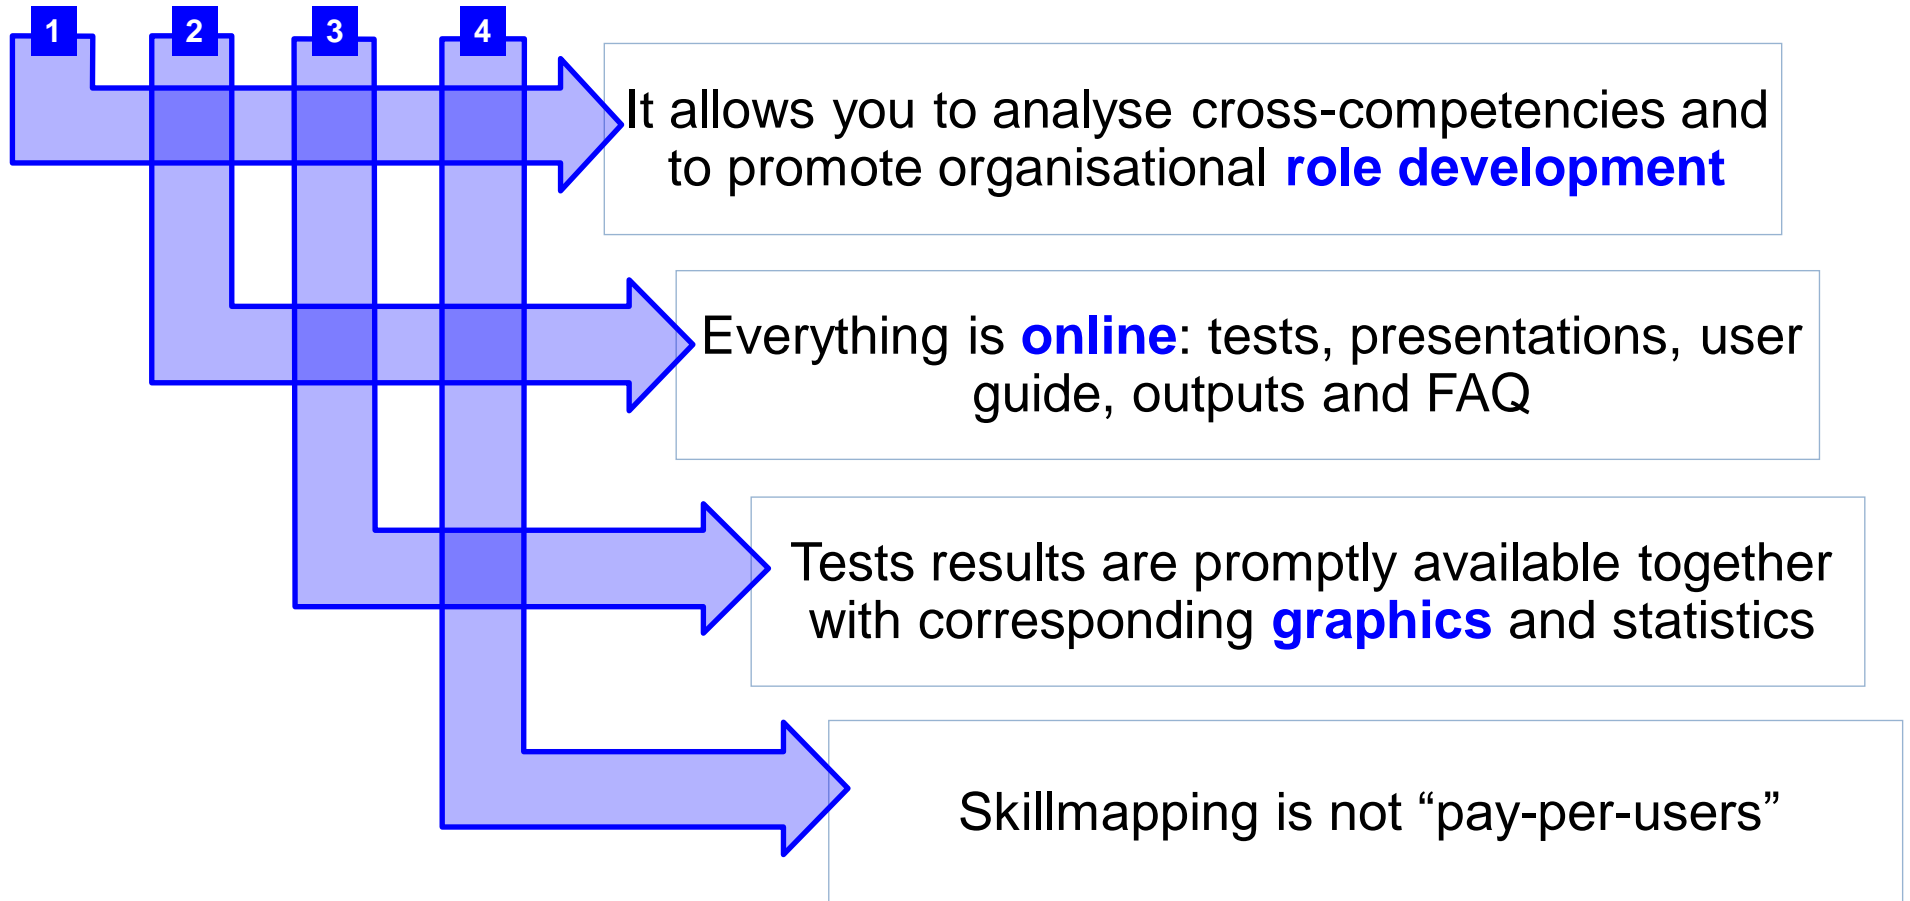 1 2 3 4
It allows you to analyse cross-competencies and
to promote organisational role development
Everything is online: tests, presentations, user
guide, outputs and FAQ
Tests results are promptly available together
with corresponding graphics and statistics
Skillmapping is not “pay-per-users”